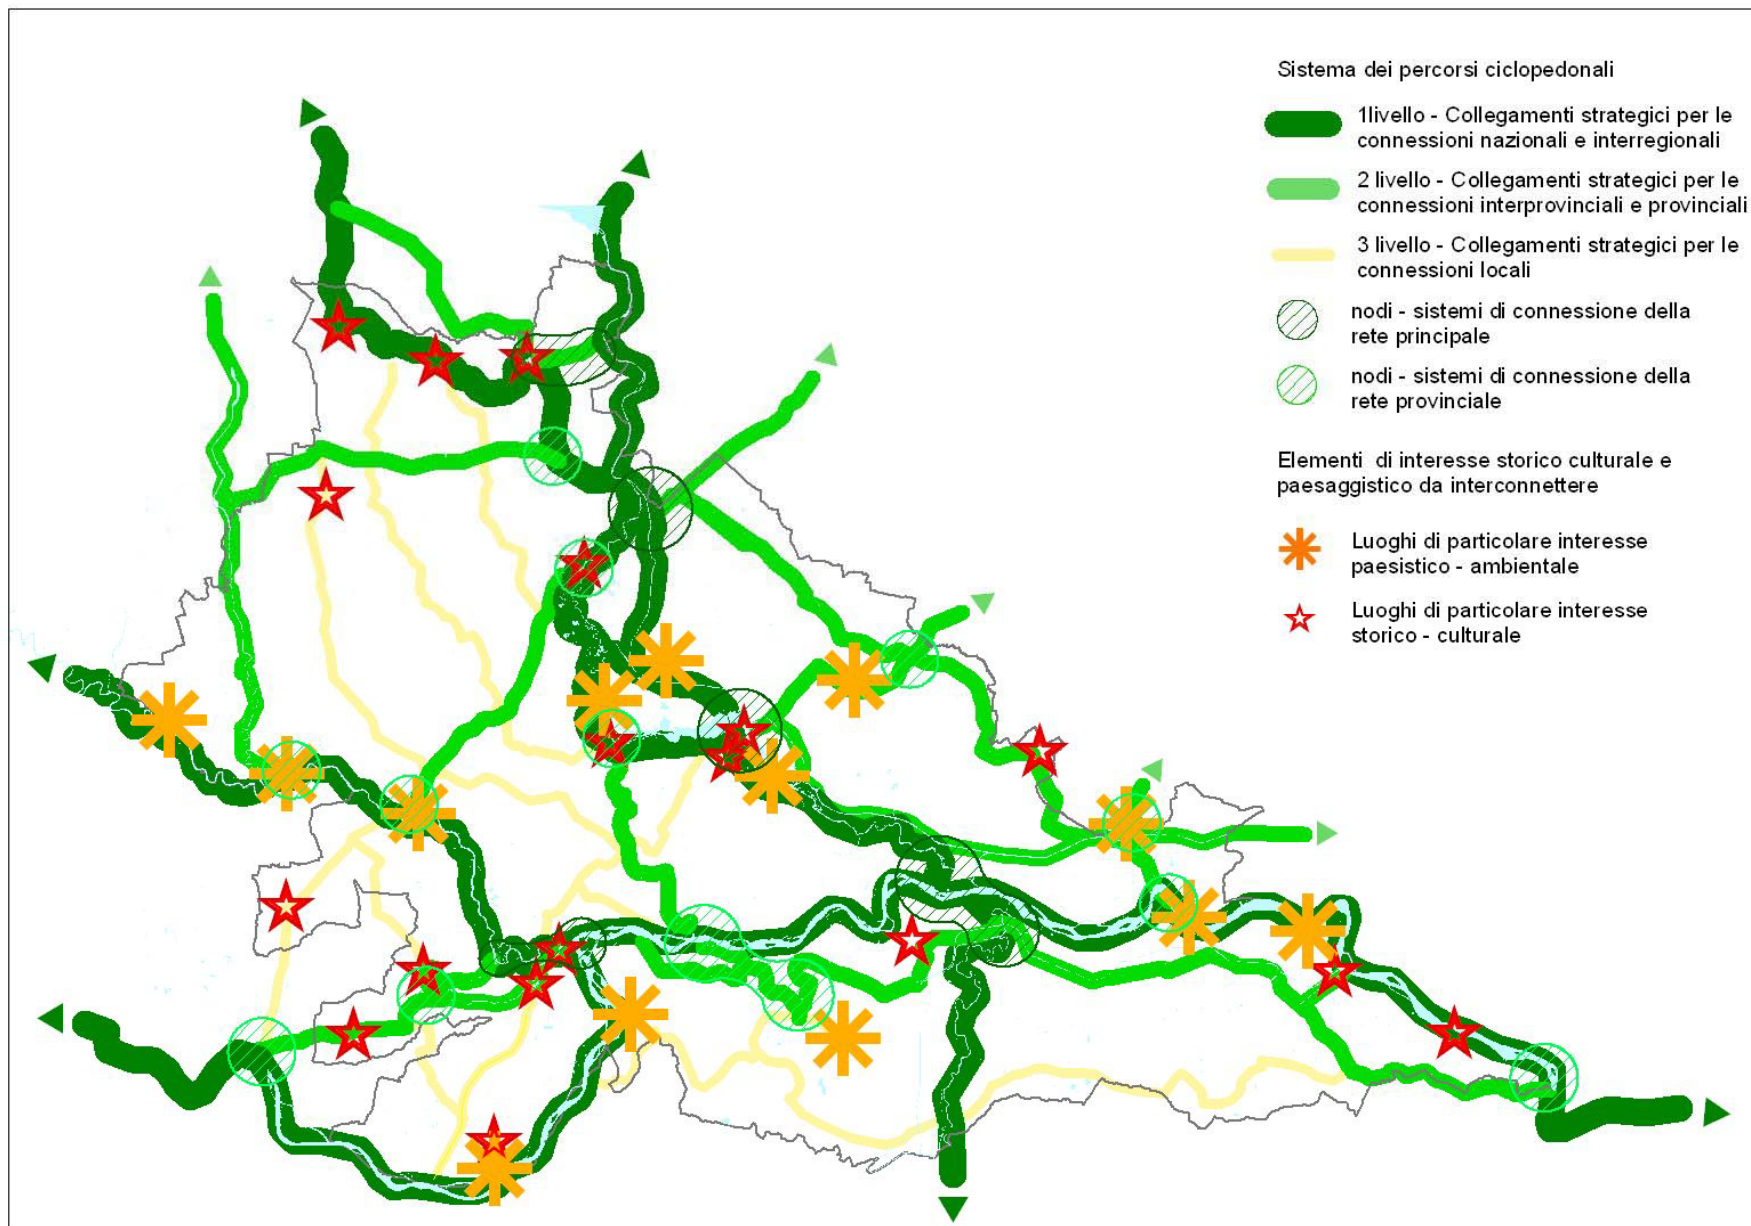 Sistema dei percorsi ciclopedonali
1livello - Collegamenti strategici per le
connessioni nazionali e interregionali
2 livello - Collegamenti strategici per le
connessioni interprovinciali e provinciali
3 livello - Collegamenti strategici per le
connessioni locali
nodi - sistemi di connessione della
rete principale
nodi - sistemi di connessione della
rete provinciale
Elementi di interesse storico culturale e
paesaggistico da interconnettere
Luoghi di particolare interesse
paesistico - ambientale
Luoghi di particolare interesse
storico - culturale